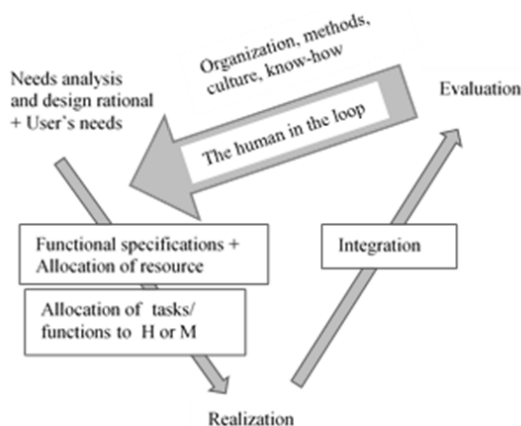 Needs analysis
and design rational
+ User's needs
Organization, methods,
culture, know-how
The human in the loop
Evaluation
Functional specifications +
Allocation of resource
Integration
Allocation of tasks/
functions to H or M
Realization